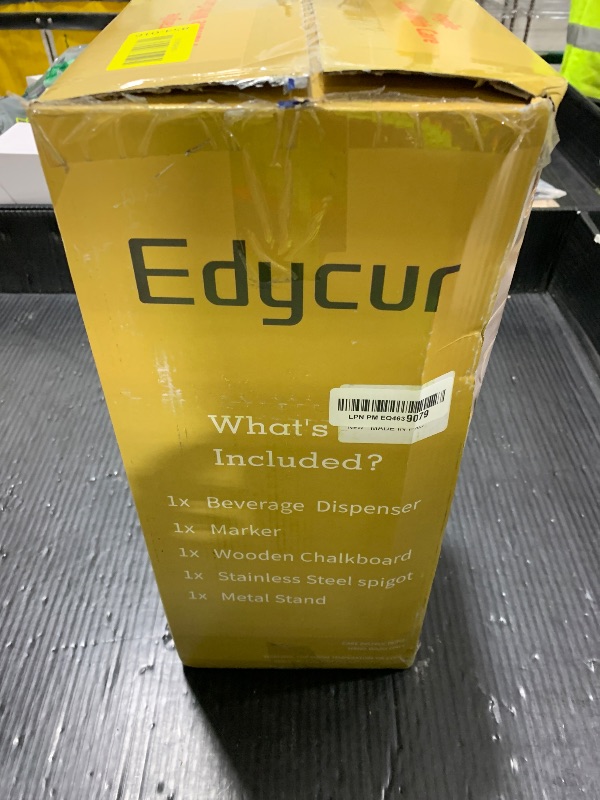 Edycur
LPN PM EQ4639079
What's
Included?
1x Beverage Dispenser
1x Marker
1x Wooden Chalkboard
1x Stainless Steel spigot
1x Metal Stand